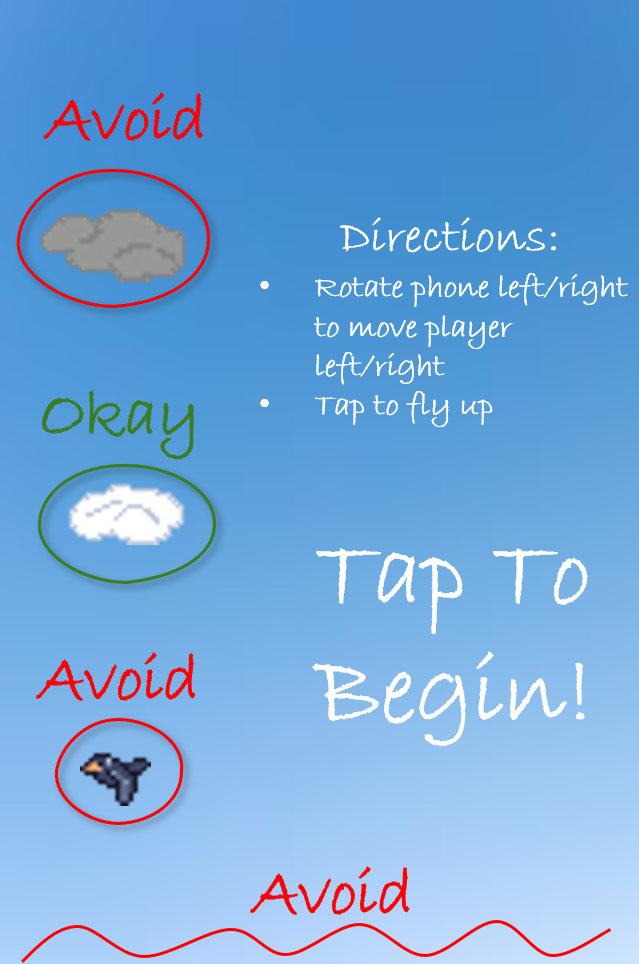 Avoid
Directions:
• Rotate phone left/right
to move player
left/right
• Tap to fly up
Okay
Tap To
Begin!
Avoid
Avoid